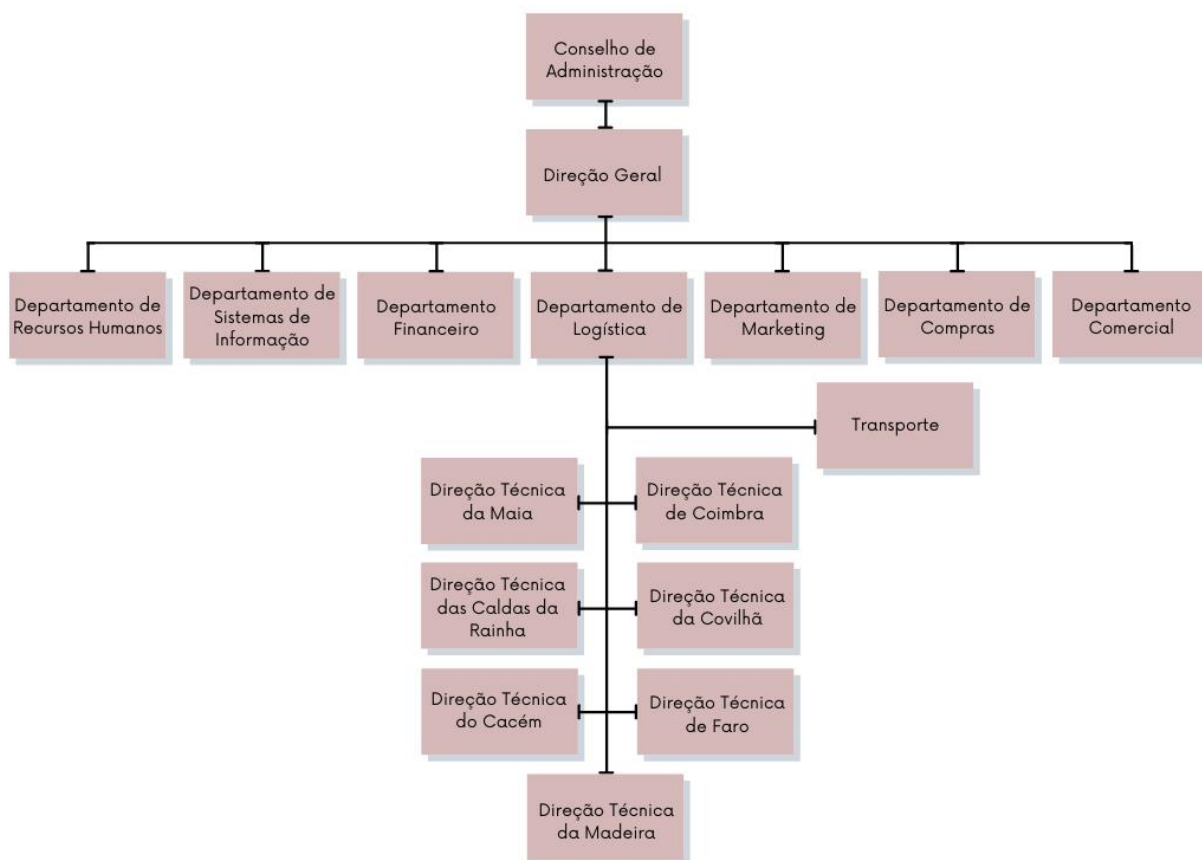 Conselho de
Administração
Direção Geral
Departamento de
Recursos Humanos
Departamento de
Sistemas de
Informação
Departamento
Financeiro
Departamento de
Logística
Departamento de
Marketing
Departamento de
Compras
Departamento
Comercial
Transporte
Direção Técnica
da Maia
Direção Técnica
de Coimbra
Direção Técnica
das Caldas da
Rainha
Direção Técnica
da Covilhã
Direção Técnica
do Cacém
Direção Técnica
de Faro
Direção Técnica
da Madeira